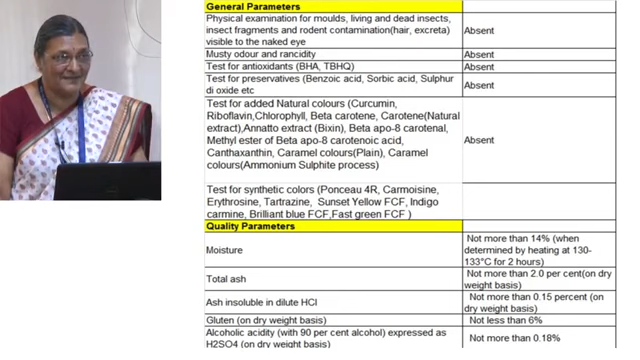 General Parameters
Physical examination for moulds, living and dead insects,
insect fragments and rodent contamination(hair, excreta)
visible to the naked eye
Absent
Musty odour and rancidity
Absent
Test for antioxidants (BHA, TBHQ)
Absent
Test for preservatives (Benzoic acid, Sorbic acid, Sulphur
di oxide etc
Absent
Test for added Natural colours (Curcumin,
Riboflavin,Chlorophyll, Beta carotene, Carotene(Natural
extract),Annatto extract (Bixin), Beta apo-8 carotenal,
Methyl ester of Beta apo-8 carotenoic acid,
Canthaxanthin, Caramel colours(Plain), Caramel
colours(Ammonium Sulphite process)
Absent
Test for synthetic colors (Ponceau 4R, Carmoisine,
Erythrosine, Tartrazine, Sunset Yellow FCF, Indigo
carmine, Brilliant blue FCF,Fast green FCF )
Quality Parameters
Moisture
Not more than 14% (when
determined by heating at 130-
133°C for 2 hours)
Total ash
Not more than 2.0 per cent(on dry
weight basis)
Ash insoluble in dilute HCl
Not more than 0.15 percent (on
dry weight basis)
Gluten (on dry weight basis)
Not less than 6%
Alcoholic acidity (with 90 per cent alcohol) expressed as
H2SO4 (on dry weight basis)
Not more than 0.18%